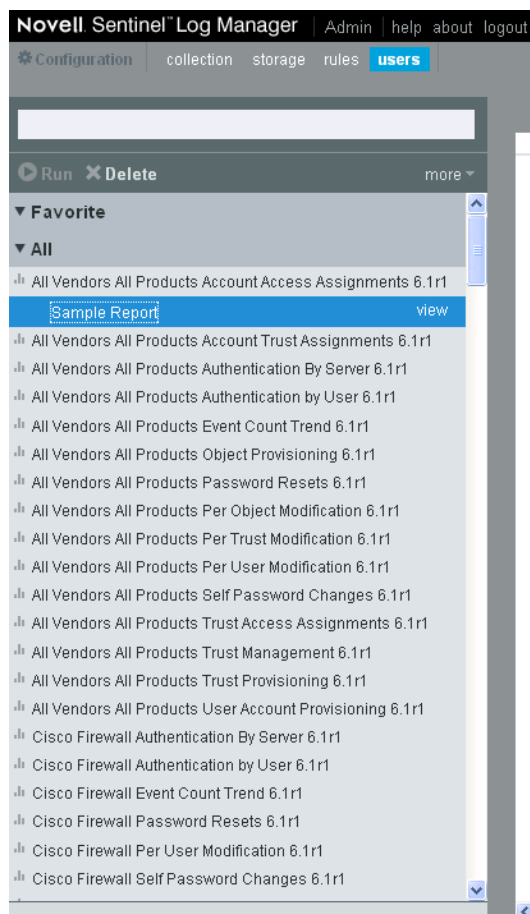 Novell. Sentinel™ Log Manager Admin help about logout
Configuration collection storage rules users
Run Delete more
Favorite
All
All Vendors All Products Account Access Assignments 6.1r1
Sample Report view
All Vendors All Products Account Trust Assignments 6.1r1
All Vendors All Products Authentication By Server 6.1r1
All Vendors All Products Authentication by User 6.1r1
All Vendors All Products Event Count Trend 6.1r1
All Vendors All Products Object Provisioning 6.1r1
All Vendors All Products Password Resets 6.1r1
All Vendors All Products Per Object Modification 6.1r1
All Vendors All Products Per Trust Modification 6.1r1
All Vendors All Products Per User Modification 6.1r1
All Vendors All Products Self Password Changes 6.1r1
All Vendors All Products Trust Access Assignments 6.1r1
All Vendors All Products Trust Management 6.1r1
All Vendors All Products Trust Provisioning 6.1r1
All Vendors All Products User Account Provisioning 6.1r1
Cisco Firewall Authentication By Server 6.1r1
Cisco Firewall Authentication by User 6.1r1
Cisco Firewall Event Count Trend 6.1r1
Cisco Firewall Password Resets 6.1r1
Cisco Firewall Per User Modification 6.1r1
Cisco Firewall Self Password Changes 6.1r1